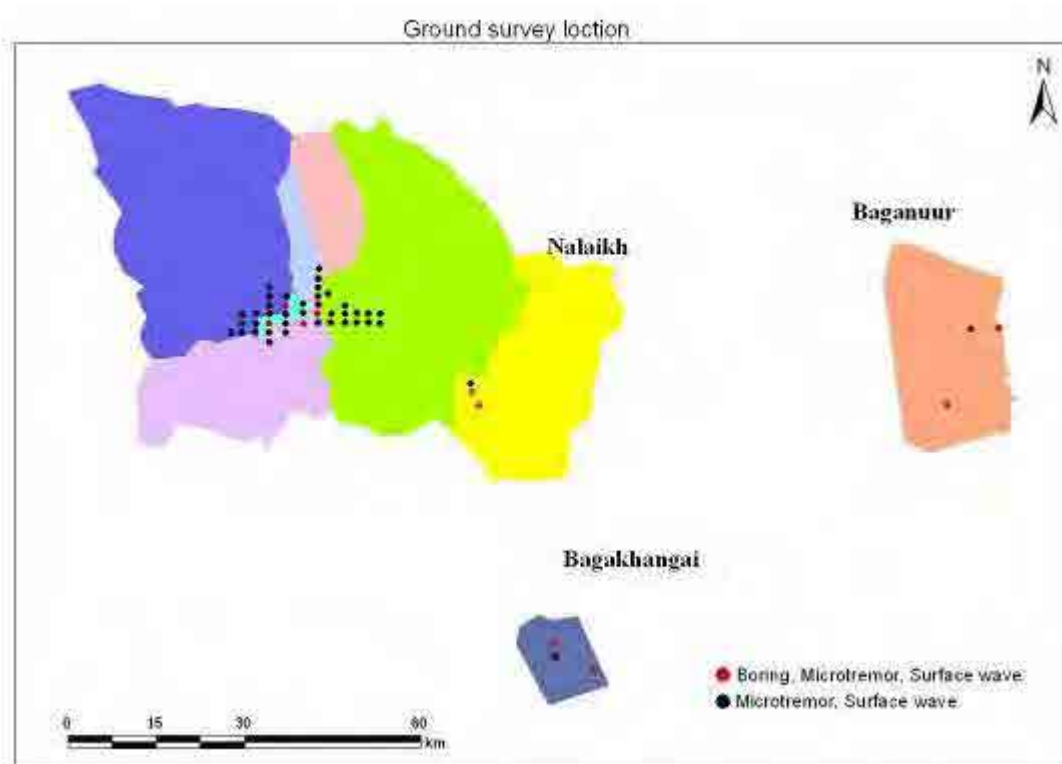 Ground survey loction
N
Baganuur
Nalaikh
Bagakhangai
Boring, Microtremor, Surface wave
Microtremor, Surface wave
0 15 30 60
km